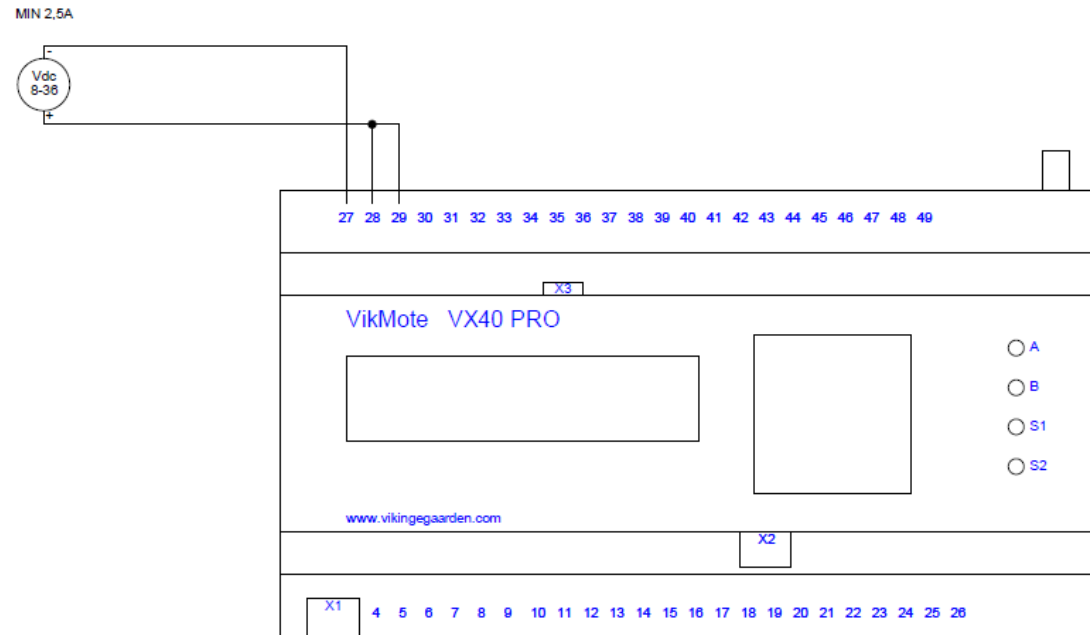 MIN 2,5A
-
Vdc
8-36
+
27 28 29 30 31 32 33 34 35 36 37 38 39 40 41 42 43 44 45 46 47 48 49
X3
VikMote VX40 PRO
A
B
S1
S2
www.vikingegaarden.com
X2
X1 4 5 6 7 8 9 10 11 12 13 14 15 16 17 18 19 20 21 22 23 24 25 26